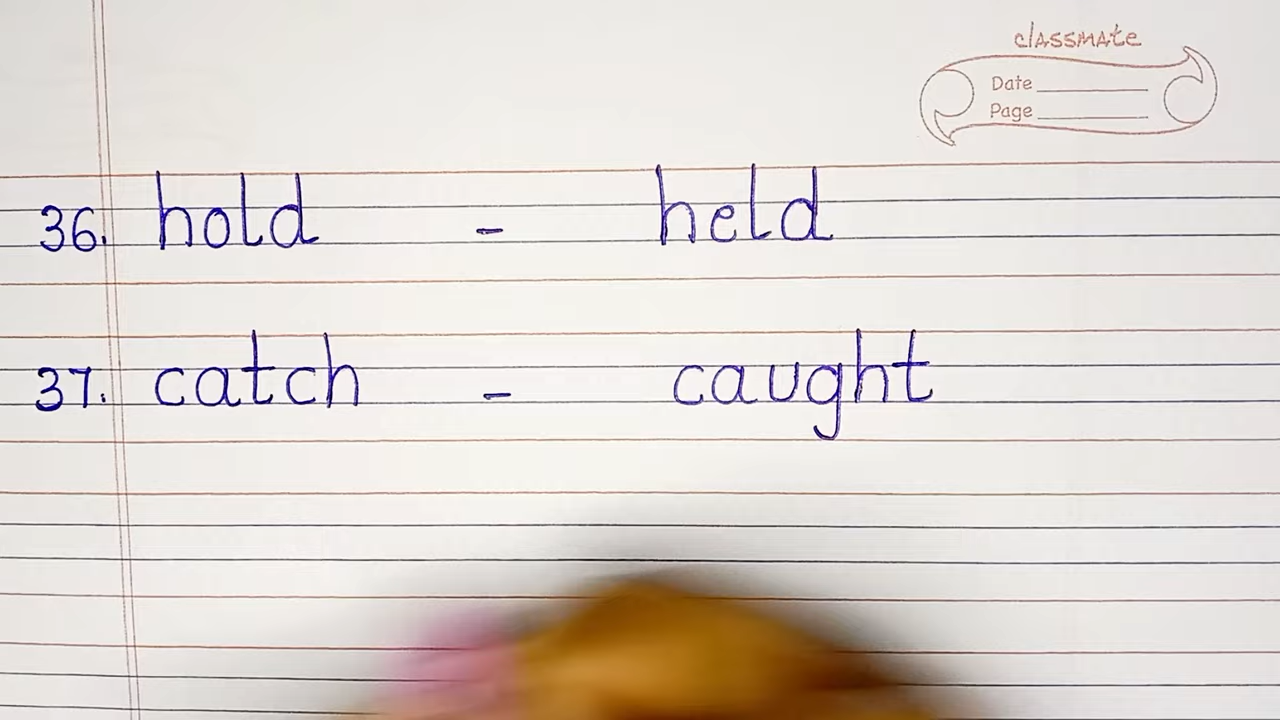 classmate
Date
Page
36. hold - held
37. catch - caught